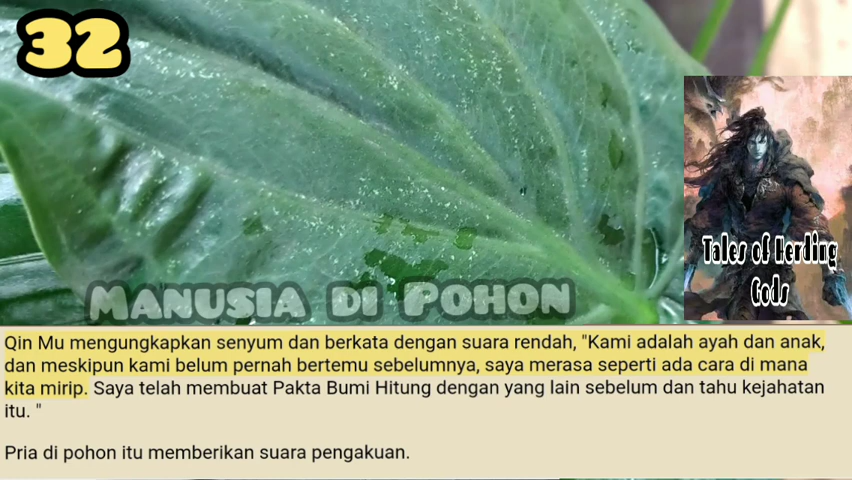 32
Tales of Herding
Gods
MANUSIA DI POHON
Qin Mu mengungkapkan senyum dan berkata dengan suara rendah, "Kami adalah ayah dan anak,
dan meskipun kami belum pernah bertemu sebelumnya, saya merasa seperti ada cara di mana
kita mirip. Saya telah membuat Pakta Bumi Hitung dengan yang lain sebelum dan tahu kejahatan
itu. "
Pria di pohon itu memberikan suara pengakuan.